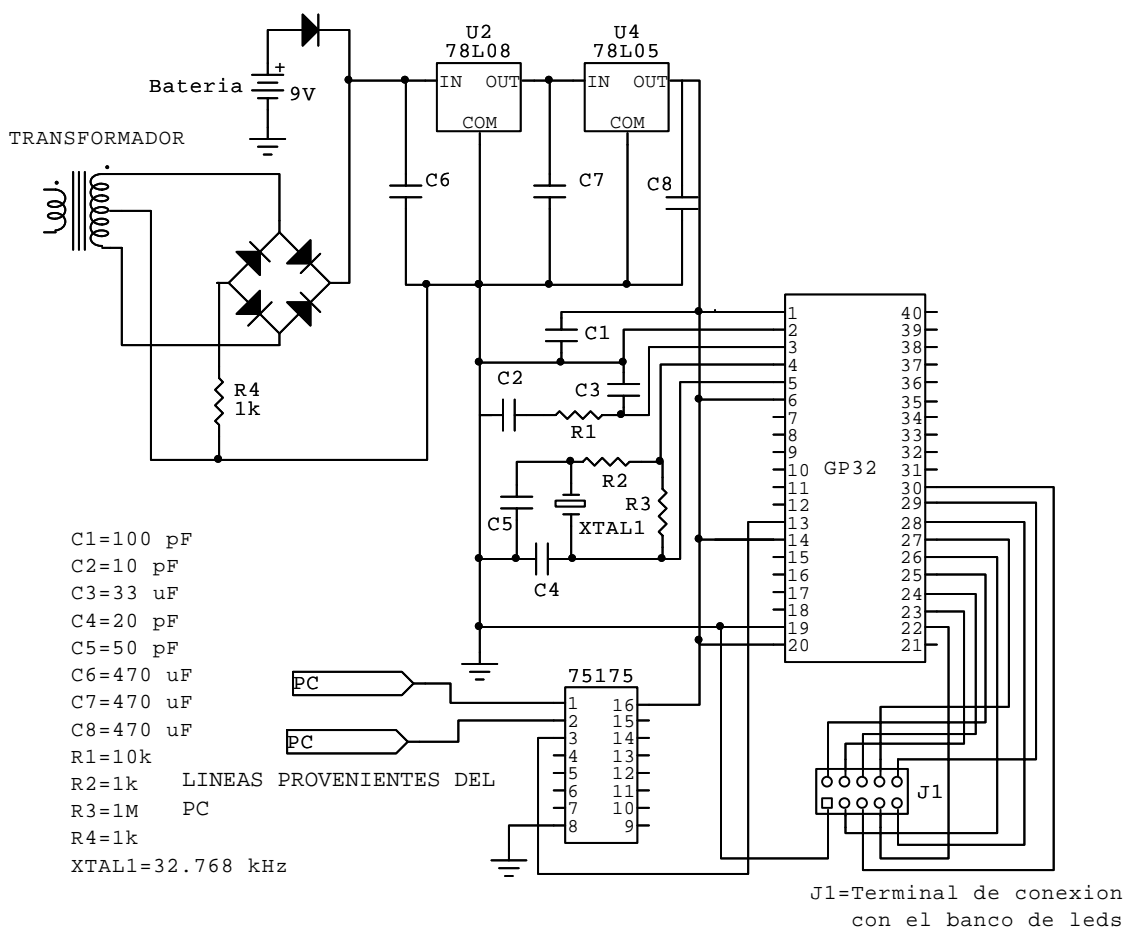 U2
78L08
U4
78L05
Bateria
+
9V
IN OUT
COM
IN OUT
COM
TRANSFORMADOR
C6
C7
C8
C1
C2
C3
R4
1k
R1
R2
R3
C5
XTAL1
C4
GP32
1
2
3
4
5
6
7
8
9
10
11
12
13
14
15
16
17
18
19
20
40
39
38
37
36
35
34
33
32
31
30
29
28
27
26
25
24
23
22
21
C1=100 pF
C2=10 pF
C3=33 uF
C4=20 pF
C5=50 pF
C6=470 uF
C7=470 uF
C8=470 uF
R1=10k
R2=1k
R3=1M
R4=1k
XTAL1=32.768 kHz
PC
PC
LINEAS PROVENIENTES DEL
PC
75175
1
2
3
4
5
6
7
8
16
15
14
13
12
11
10
9
J1
J1=Terminal de conexion
con el banco de leds